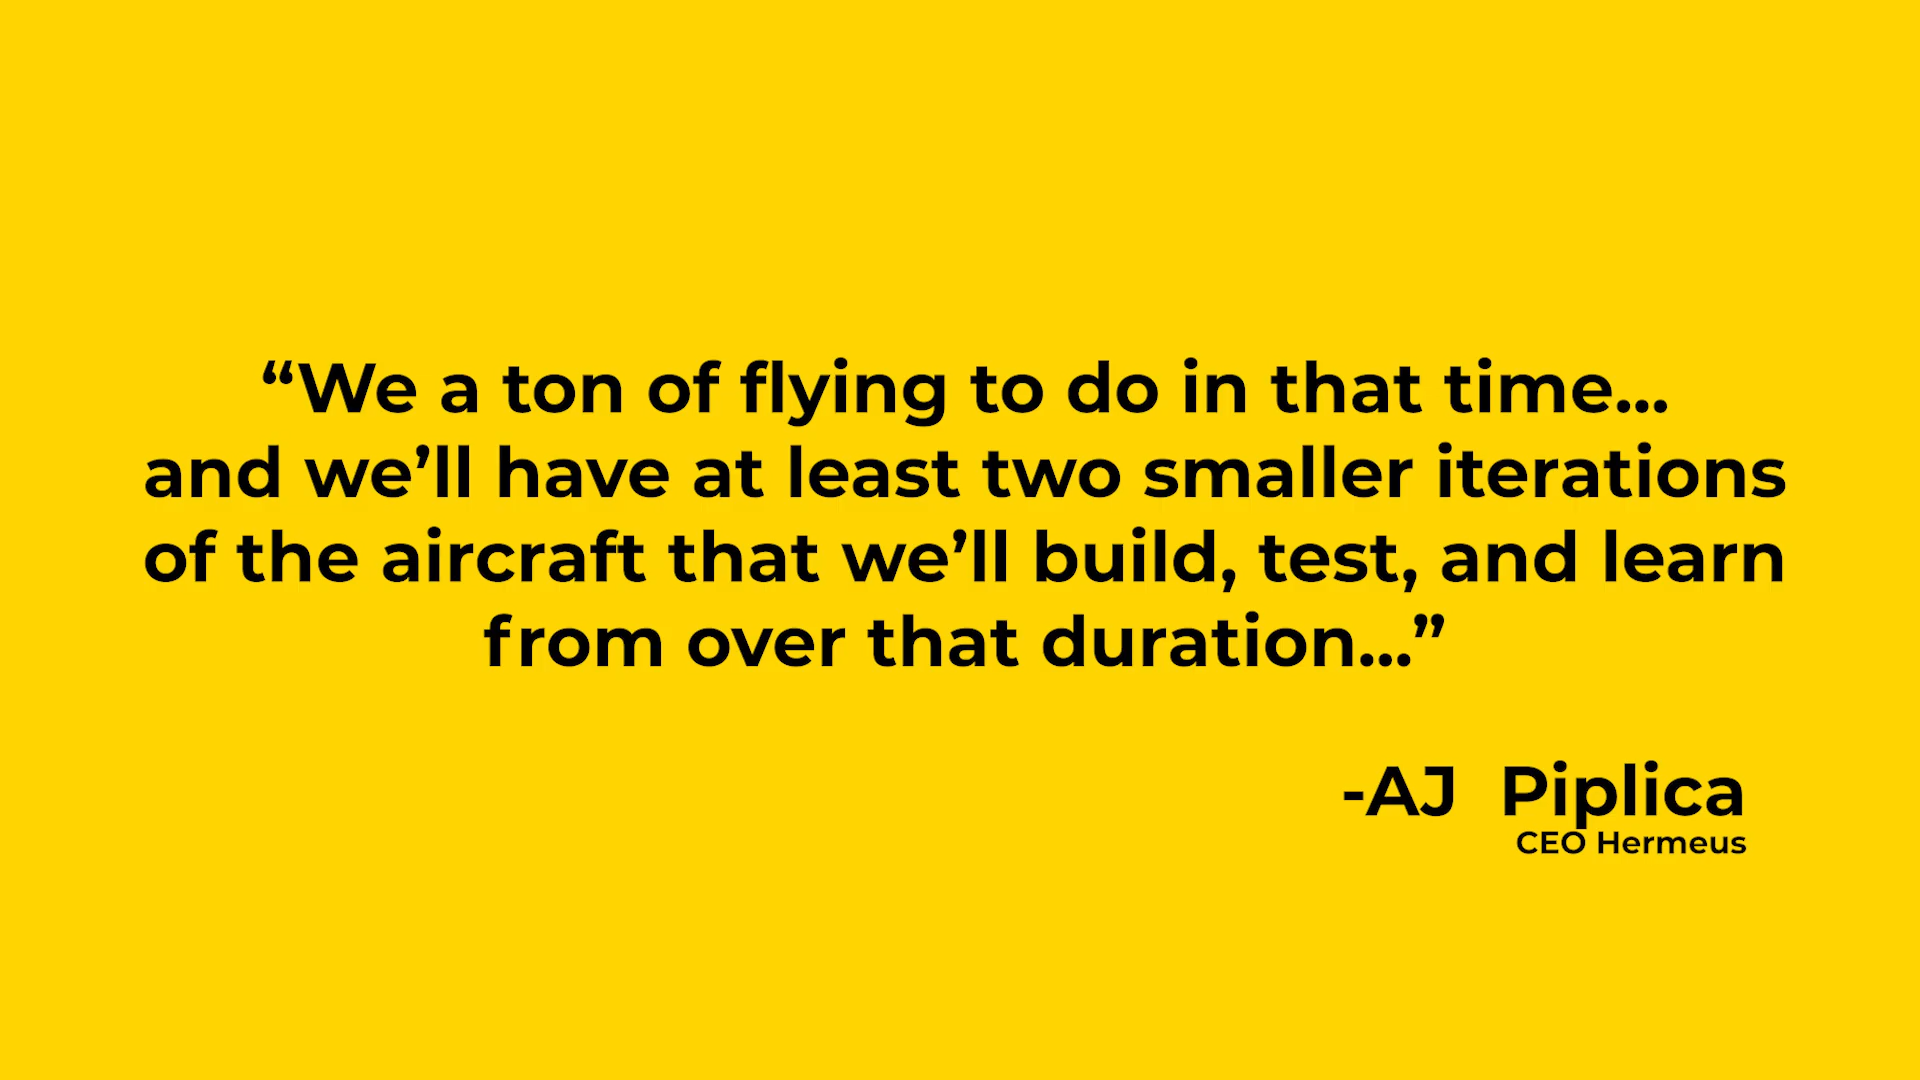 “We a ton of flying to do in that time...
and we’ll have at least two smaller iterations
of the aircraft that we’ll build, test, and learn
from over that duration...”
-AJ  Piplica
CEO Hermeus